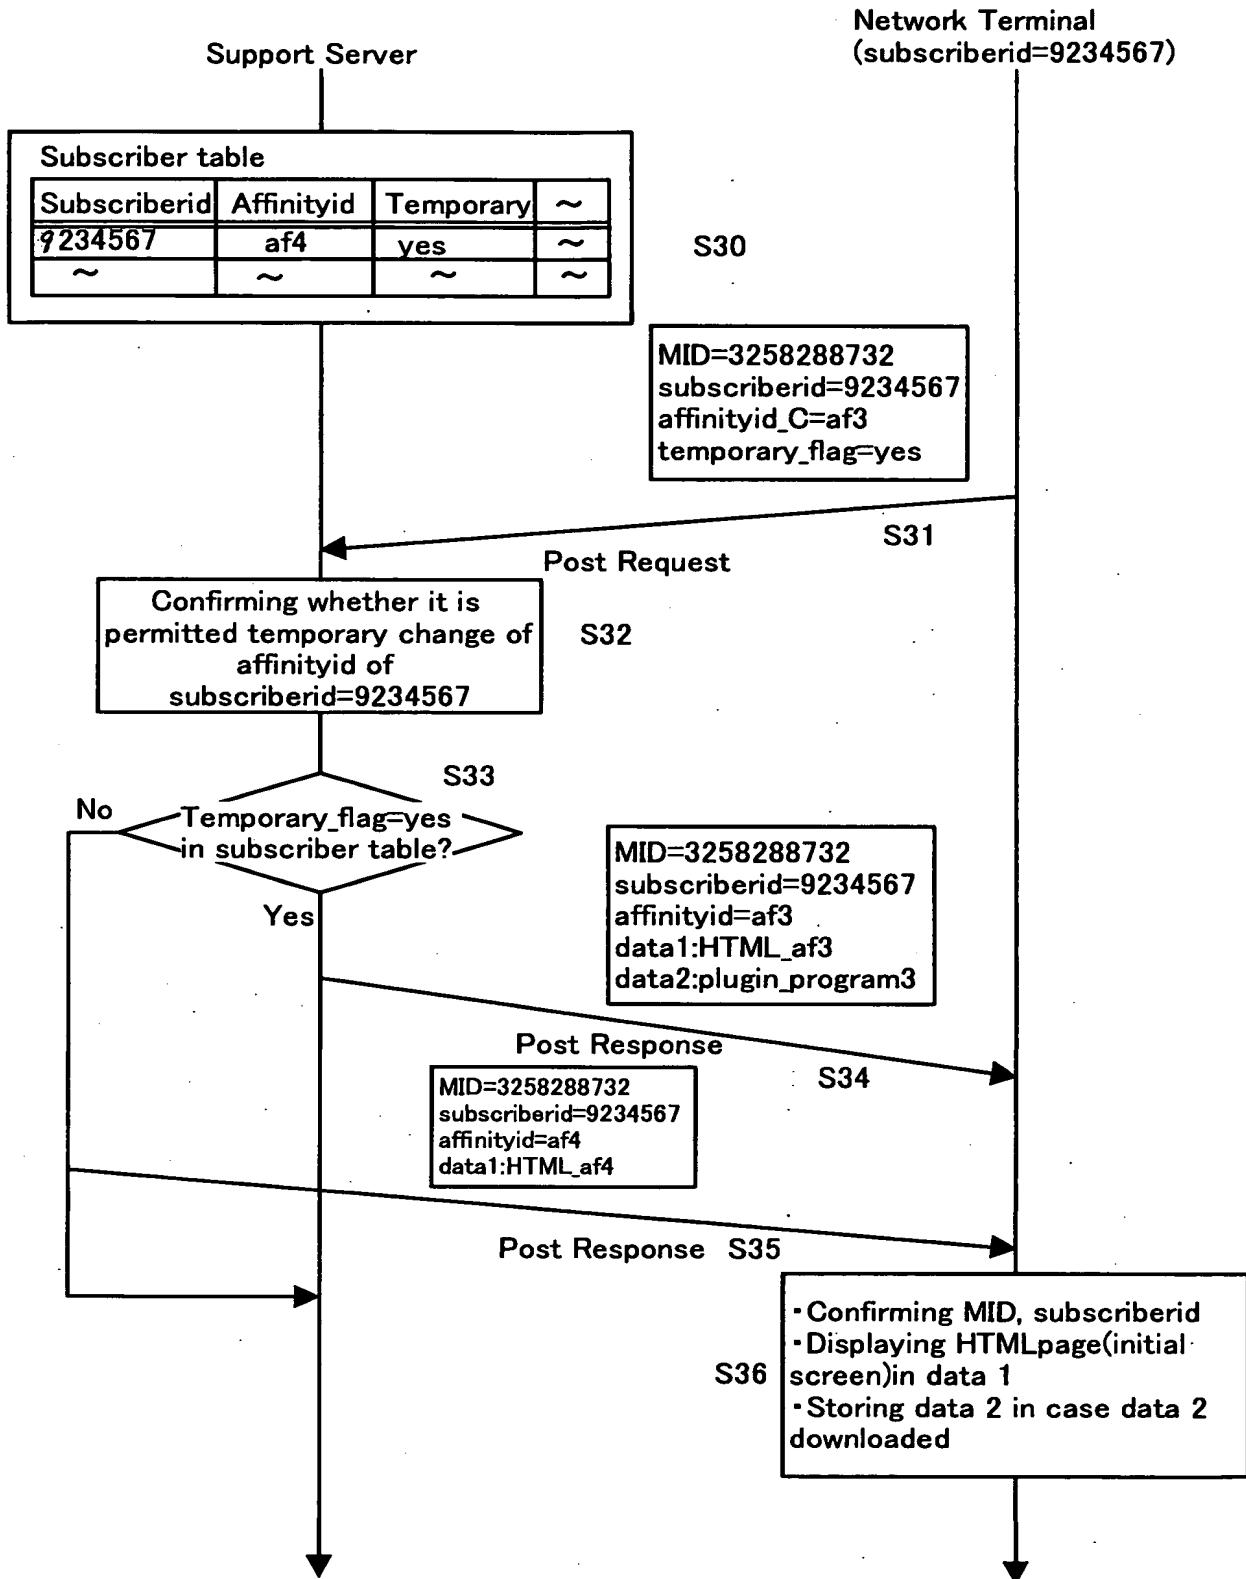 Network Terminal
(subscriberid=9234567)
Support Server
Subscriber table
Subscriberid Affinityid Temporary ~
9234567 af4 yes ~
~ ~ ~ ~
S30
MID=3258288732
subscriberid=9234567
affinityid_C=af3
temporary_flag=yes
S31
Post Request
Confirming whether it is
permitted temporary change of
affinityid of
subscriberid=9234567
S32
S33
No
Temporary_flag=yes
in subscriber table?
Yes
MID=3258288732
subscriberid=9234567
affinityid=af3
data1:HTML_af3
data2:plugin_program3
Post Response
S34
MID=3258288732
subscriberid=9234567
affinityid=af4
data1:HTML_af4
Post Response S35
S36
・Confirming MID, subscriberid
・Displaying HTMLpage(initial
screen)in data 1
・Storing data 2 in case data 2
downloaded